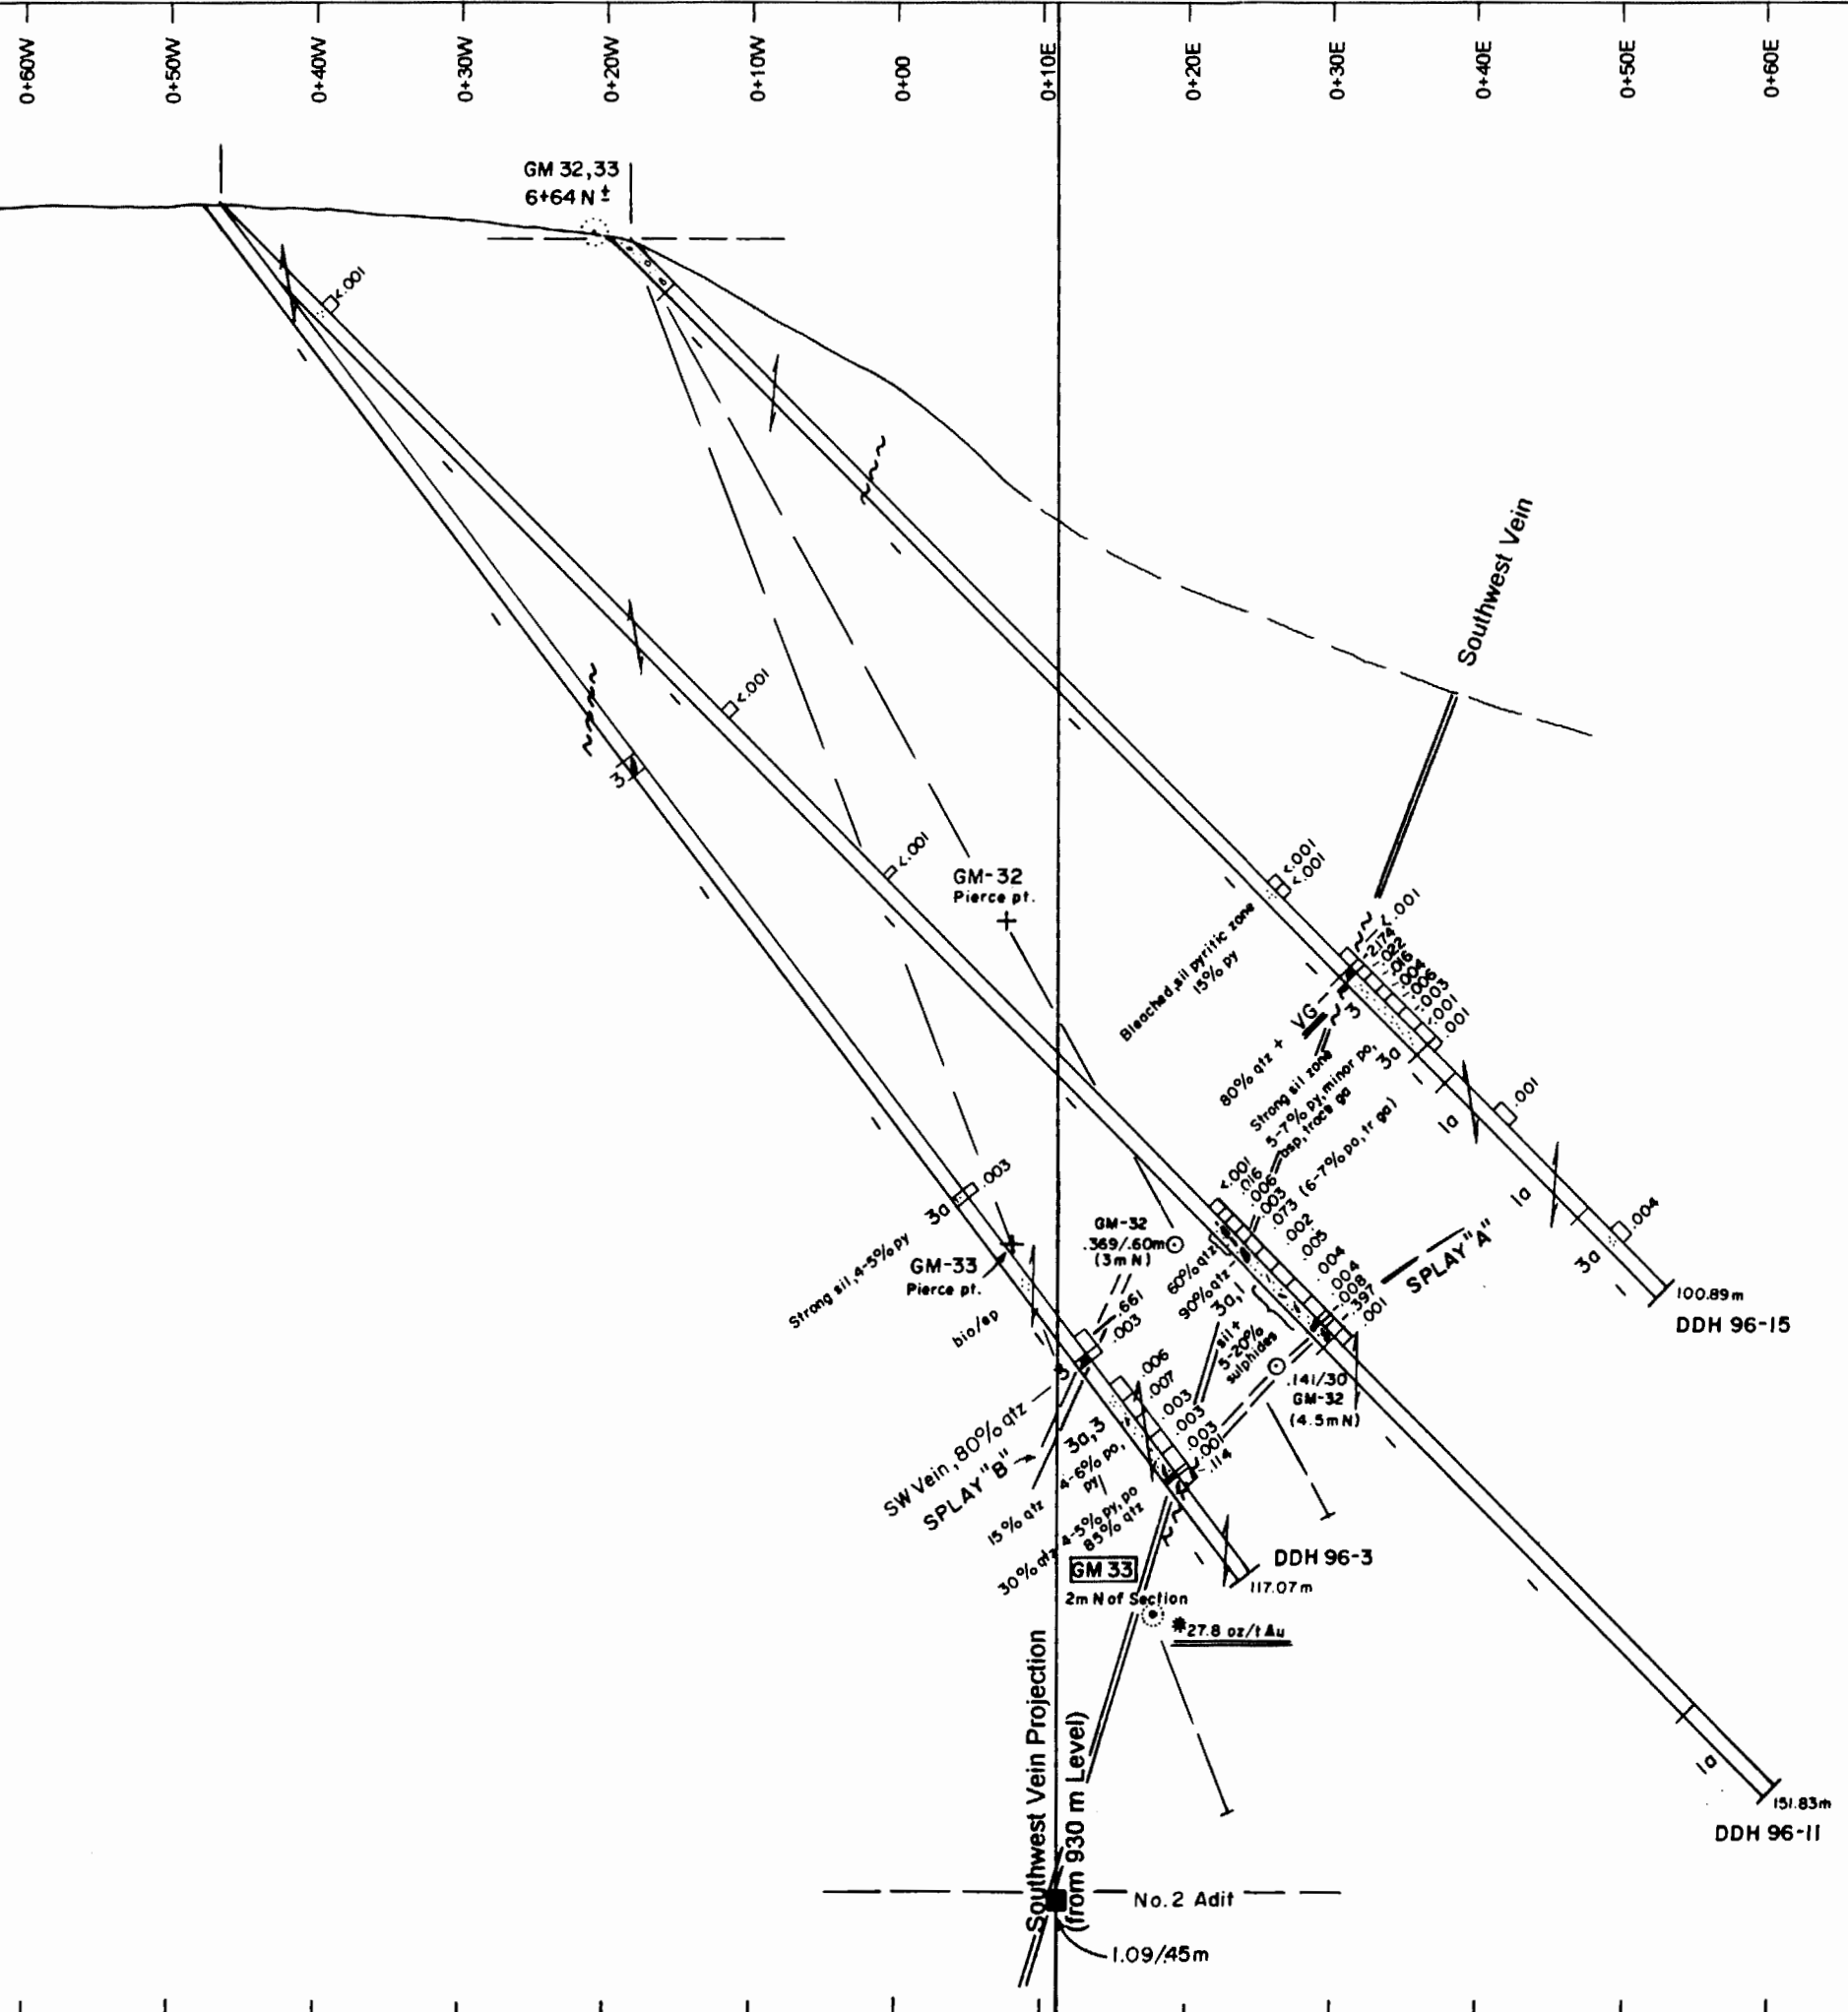 0+60W
0+50W
0+40W
0+30W
0+20W
0+10W
0+00
0+10E
0+20E
0+30E
0+40E
0+50E
0+60E
GM 32,33
6+64 N ±
<.001
<.001
<.001
3
Southwest Vein
GM-32
Pierce pt.
<.001
<.001
Bleached, sil pyritic zone
15% py
<.001
2.174
.022
.016
.004
.006
.003
.001
.001
80% qtz + VG
3
3a
Strong sil zone
5-7% py, minor po,
asp, trace ga
1a
.001
1a
.004
3a
100.89m
DDH 96-15
<.001
.016
.006
.003
.073 (6-7% po, tr ga)
.002
.005
.004
.004
.008
.397
.001
SPLAY "A"
60% qtz
90% qtz
3a,1
sil +
5-20%
sulphides
GM-32
.369/.60m
(3m N)
.141/30
GM-32
(4.5m N)
.003
3a
Strong sil, 4-5% py
GM-33
Pierce pt.
bio/ep
.661
.003
3
.006
.007
.003
.003
.003
.001
.114
SW Vein, 80% qtz
SPLAY "B"
3a,3
4-6% po,
py
15% qtz
4-5% py, po
85% qtz
30% qtz
GM 33
2m N of Section
*27.8 oz/t Au
DDH 96-3
117.07m
1a
151.83m
DDH 96-11
Southwest Vein Projection
(from 930 m Level)
No. 2 Adit
1.09/.45m